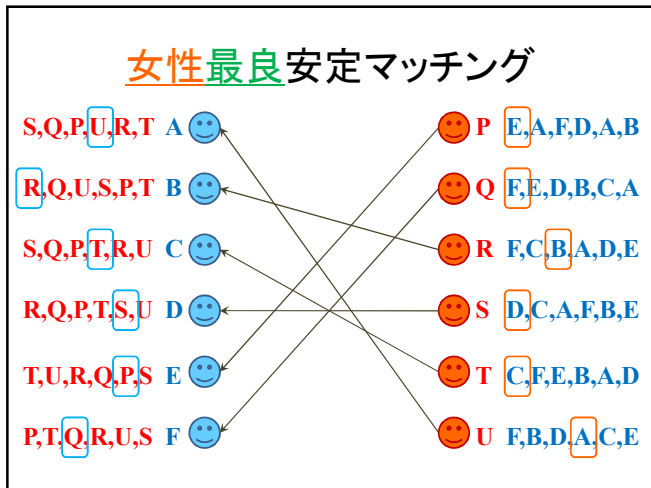 女性最良安定マッチング
S,Q,P,U,R,T A P E,A,F,D,A,B
R,Q,U,S,P,T B Q F,E,D,B,C,A
S,Q,P,T,R,U C R F,C,B,A,D,E
R,Q,P,T,S,U D S D,C,A,F,B,E
T,U,R,Q,P,S E T C,F,E,B,A,D
P,T,Q,R,U,S F U F,B,D,A,C,E